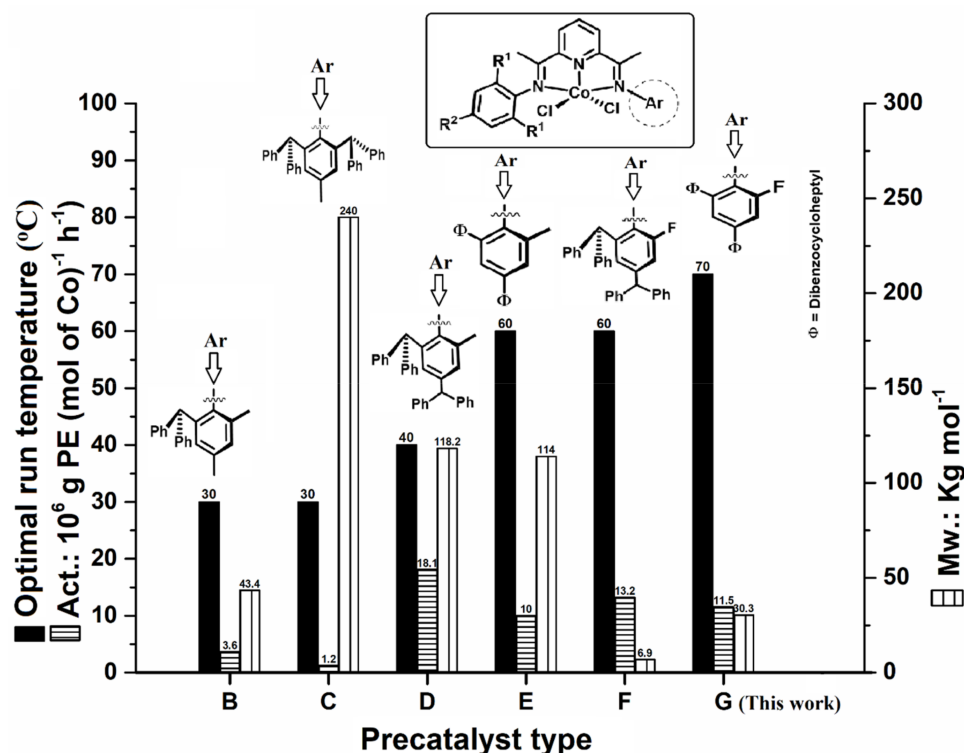 Optimal run temperature (°C)
Act.: 10⁶ g PE (mol of Co)⁻¹ h⁻¹
100
90
80
70
60
50
40
30
20
10
0
R¹
R²
R¹
N
N
N
Co
Cl
Cl
Ar
Ar
Ph
Ph
Ph
Ph
Ar
Ph
Ph
Ar
Ph
Ph
Ph
Ph
Ar
Φ
Φ
Ar
F
Ph
Ph
Ph
Ph
Ar
Φ
F
Φ
Φ = Dibenzocycloheptyl
30
3.6
43.4
30
1.2
240
40
18.1
118.2
60
10
114
60
13.2
6.9
70
11.5
30.3
B
C
D
E
F
G (This work)
Precatalyst type
300
250
200
150
100
50
0
Mw.: Kg mol⁻¹